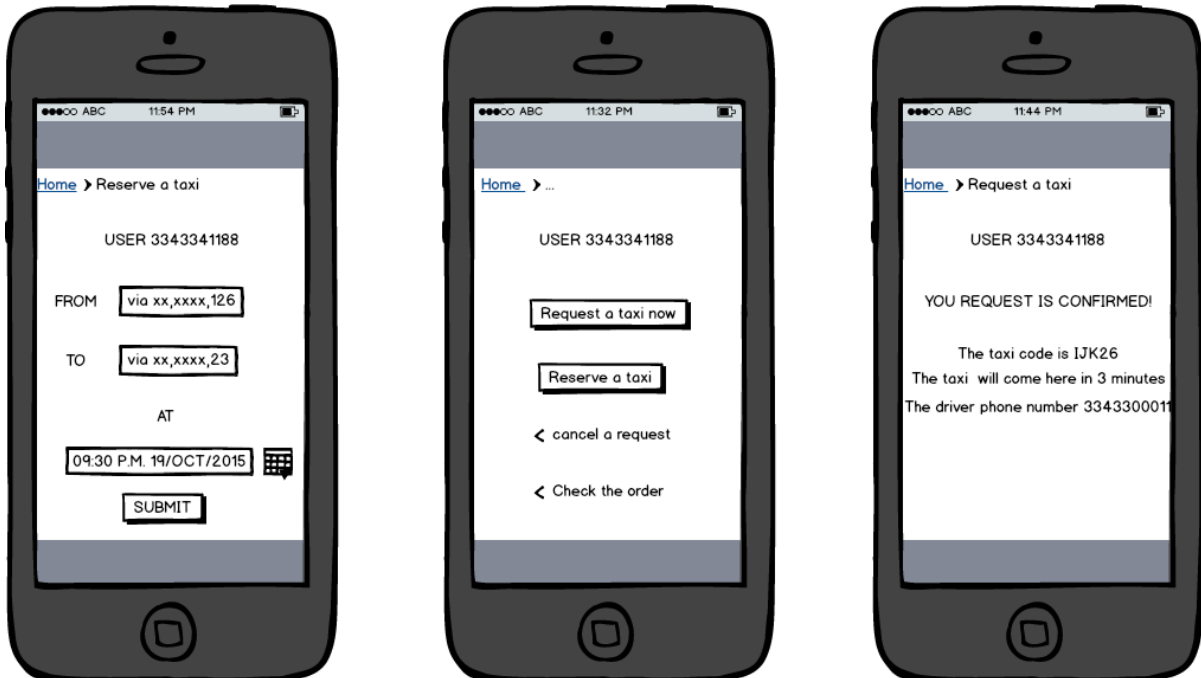 ABC 11:54 PM
Home > Reserve a taxi
USER 3343341188
FROM via xx,xxxx,126
TO via xx,xxxx,23
AT
09:30 P.M. 19/OCT/2015
SUBMIT
ABC 11:32 PM
Home > ...
USER 3343341188
Request a taxi now
Reserve a taxi
< cancel a request
< Check the order
ABC 11:44 PM
Home > Request a taxi
USER 3343341188
YOU REQUEST IS CONFIRMED!
The taxi code is IJK26
The taxi will come here in 3 minutes
The driver phone number 3343300011